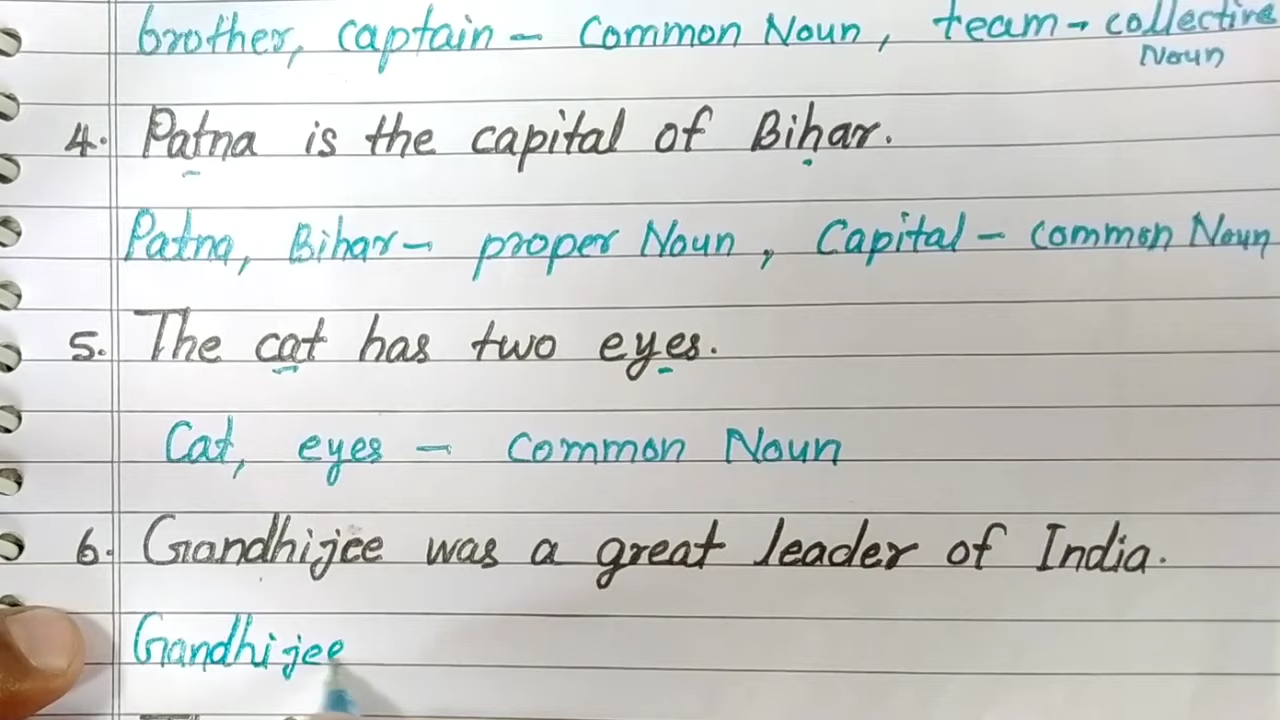 brother, captain - Common Noun, team - collective
Noun
4. Patna is the capital of Bihar.
Patna, Bihar - proper Noun, Capital - common Noun
5. The cat has two eyes.
Cat, eyes - Common Noun
6. Gandhijee was a great leader of India.
Gandhijee